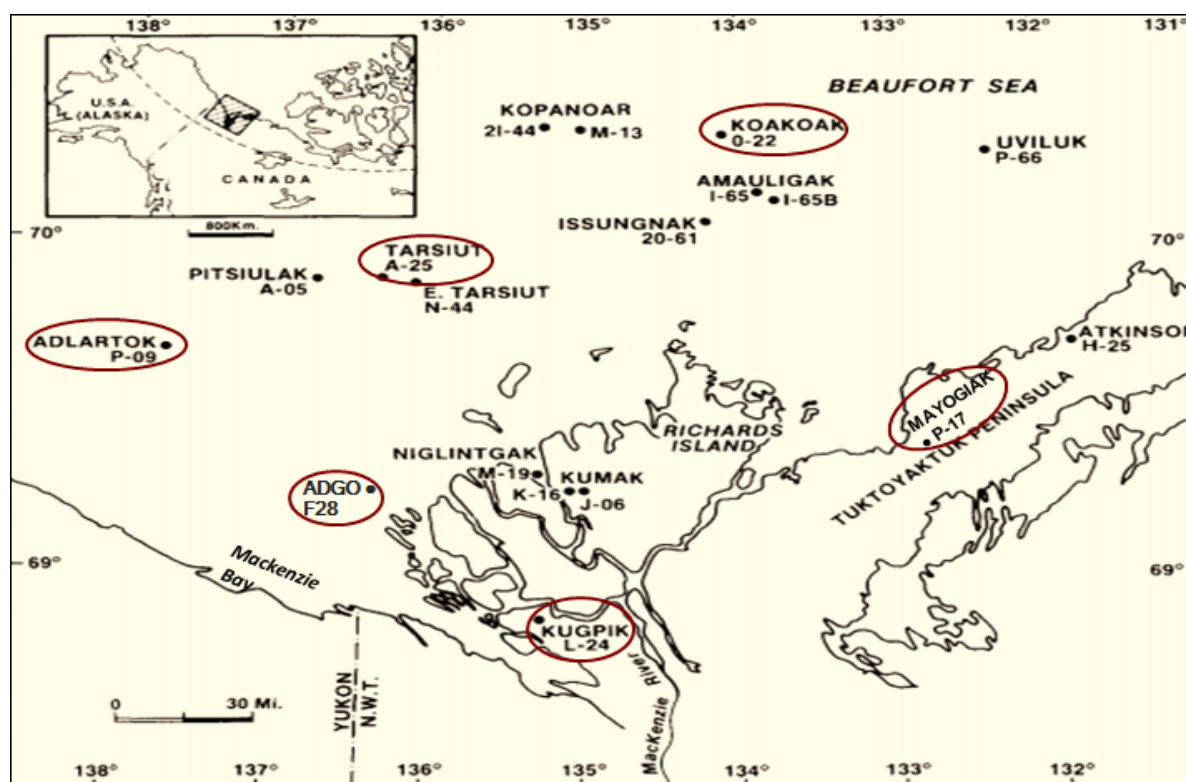 138° 137° 136° 135° 134° 133° 132° 131°
BEAUFORT SEA
U.S.A.
(ALASKA)
CANADA
800Km.
KOPANOAR
2I-44
M-13
KOAKOAK
0-22
UVILUK
P-66
AMAULIGAK
I-65
I-65B
ISSUNGNAK
20-61
70°
70°
TARSIUT
A-25
PITSIULAK
A-05
E. TARSIUT
N-44
ADLARTOK
P-09
ATKINSON
H-25
MAYOGIAK
P-17
TUKTOYAKTUK PENINSULA
RICHARDS
ISLAND
NIGLINTGAK
M-19
KUMAK
K-16
J-06
ADGO
F28
69°
69°
Mackenzie
Bay
KUGPIK
L-24
MacKenzie River
0 30 Mi.
YUKON
N.W.T.
138° 137° 136° 135° 134° 133° 132°